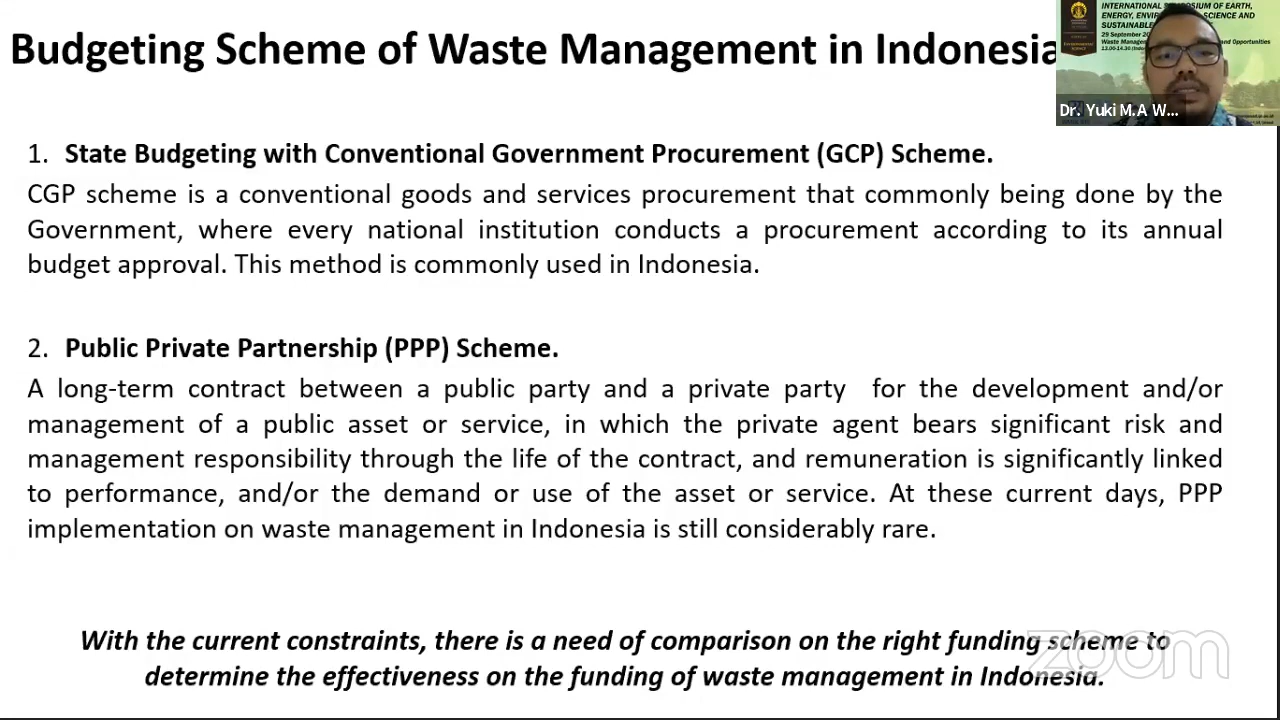 Budgeting Scheme of Waste Management in Indonesia
INTERNATIONAL OF EARTH,
ENERGY, SCIENCE AND
SUSTAINABLE
29 September
Waste and Opportunities
Dr. Yuki M.A W...
1. State Budgeting with Conventional Government Procurement (GCP) Scheme.
CGP scheme is a conventional goods and services procurement that commonly being done by the
Government, where every national institution conducts a procurement according to its annual
budget approval. This method is commonly used in Indonesia.
2. Public Private Partnership (PPP) Scheme.
A long-term contract between a public party and a private party for the development and/or
management of a public asset or service, in which the private agent bears significant risk and
management responsibility through the life of the contract, and remuneration is significantly linked
to performance, and/or the demand or use of the asset or service. At these current days, PPP
implementation on waste management in Indonesia is still considerably rare.
With the current constraints, there is a need of comparison on the right funding scheme to
determine the effectiveness on the funding of waste management in Indonesia.
zoom